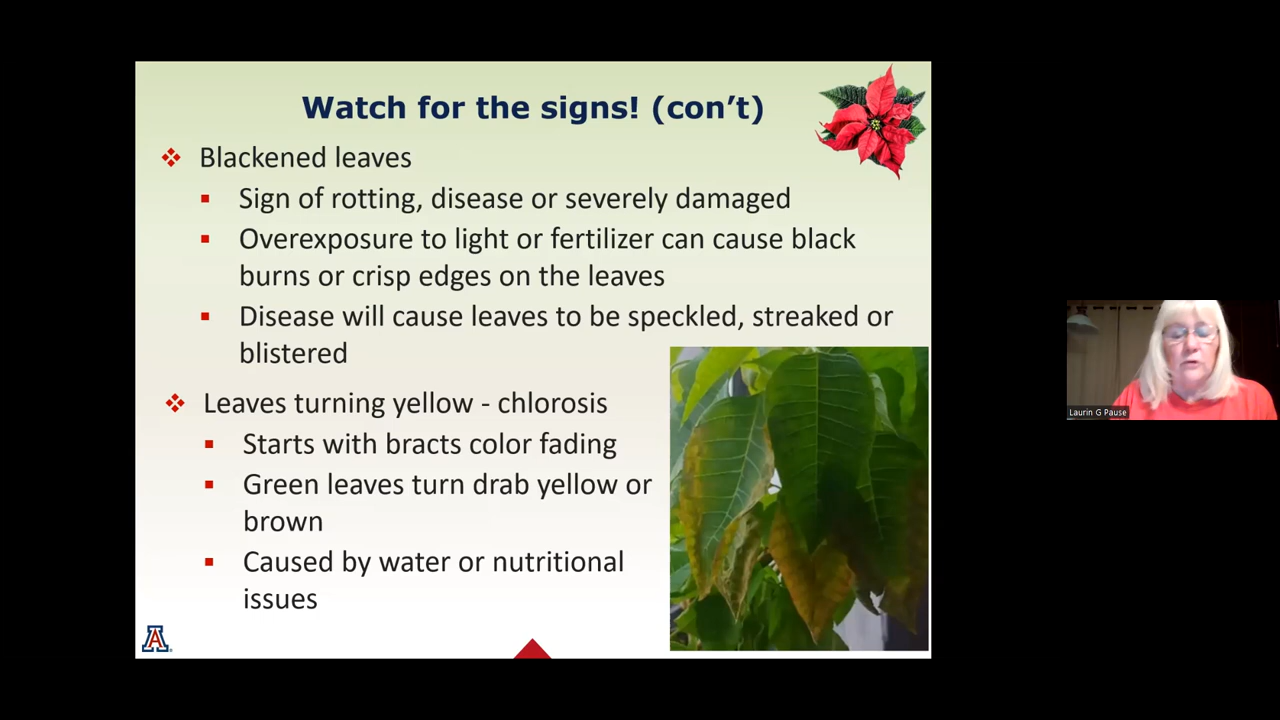 Watch for the signs! (con’t)
❖ Blackened leaves
▪ Sign of rotting, disease or severely damaged
▪ Overexposure to light or fertilizer can cause black
burns or crisp edges on the leaves
▪ Disease will cause leaves to be speckled, streaked or
blistered
❖ Leaves turning yellow - chlorosis
▪ Starts with bracts color fading
▪ Green leaves turn drab yellow or
brown
▪ Caused by water or nutritional
issues
A
Laurin G Pause